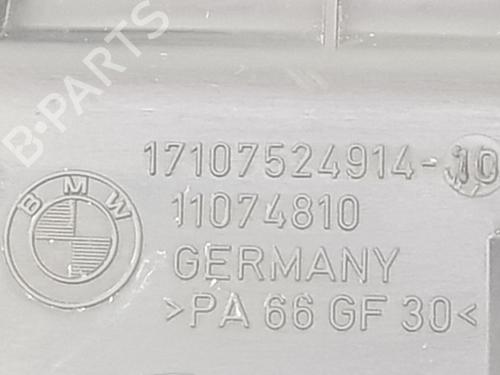 B-PARTS
17107524914-10
BMW
11074810
GERMANY
>PA 66 GF 30<